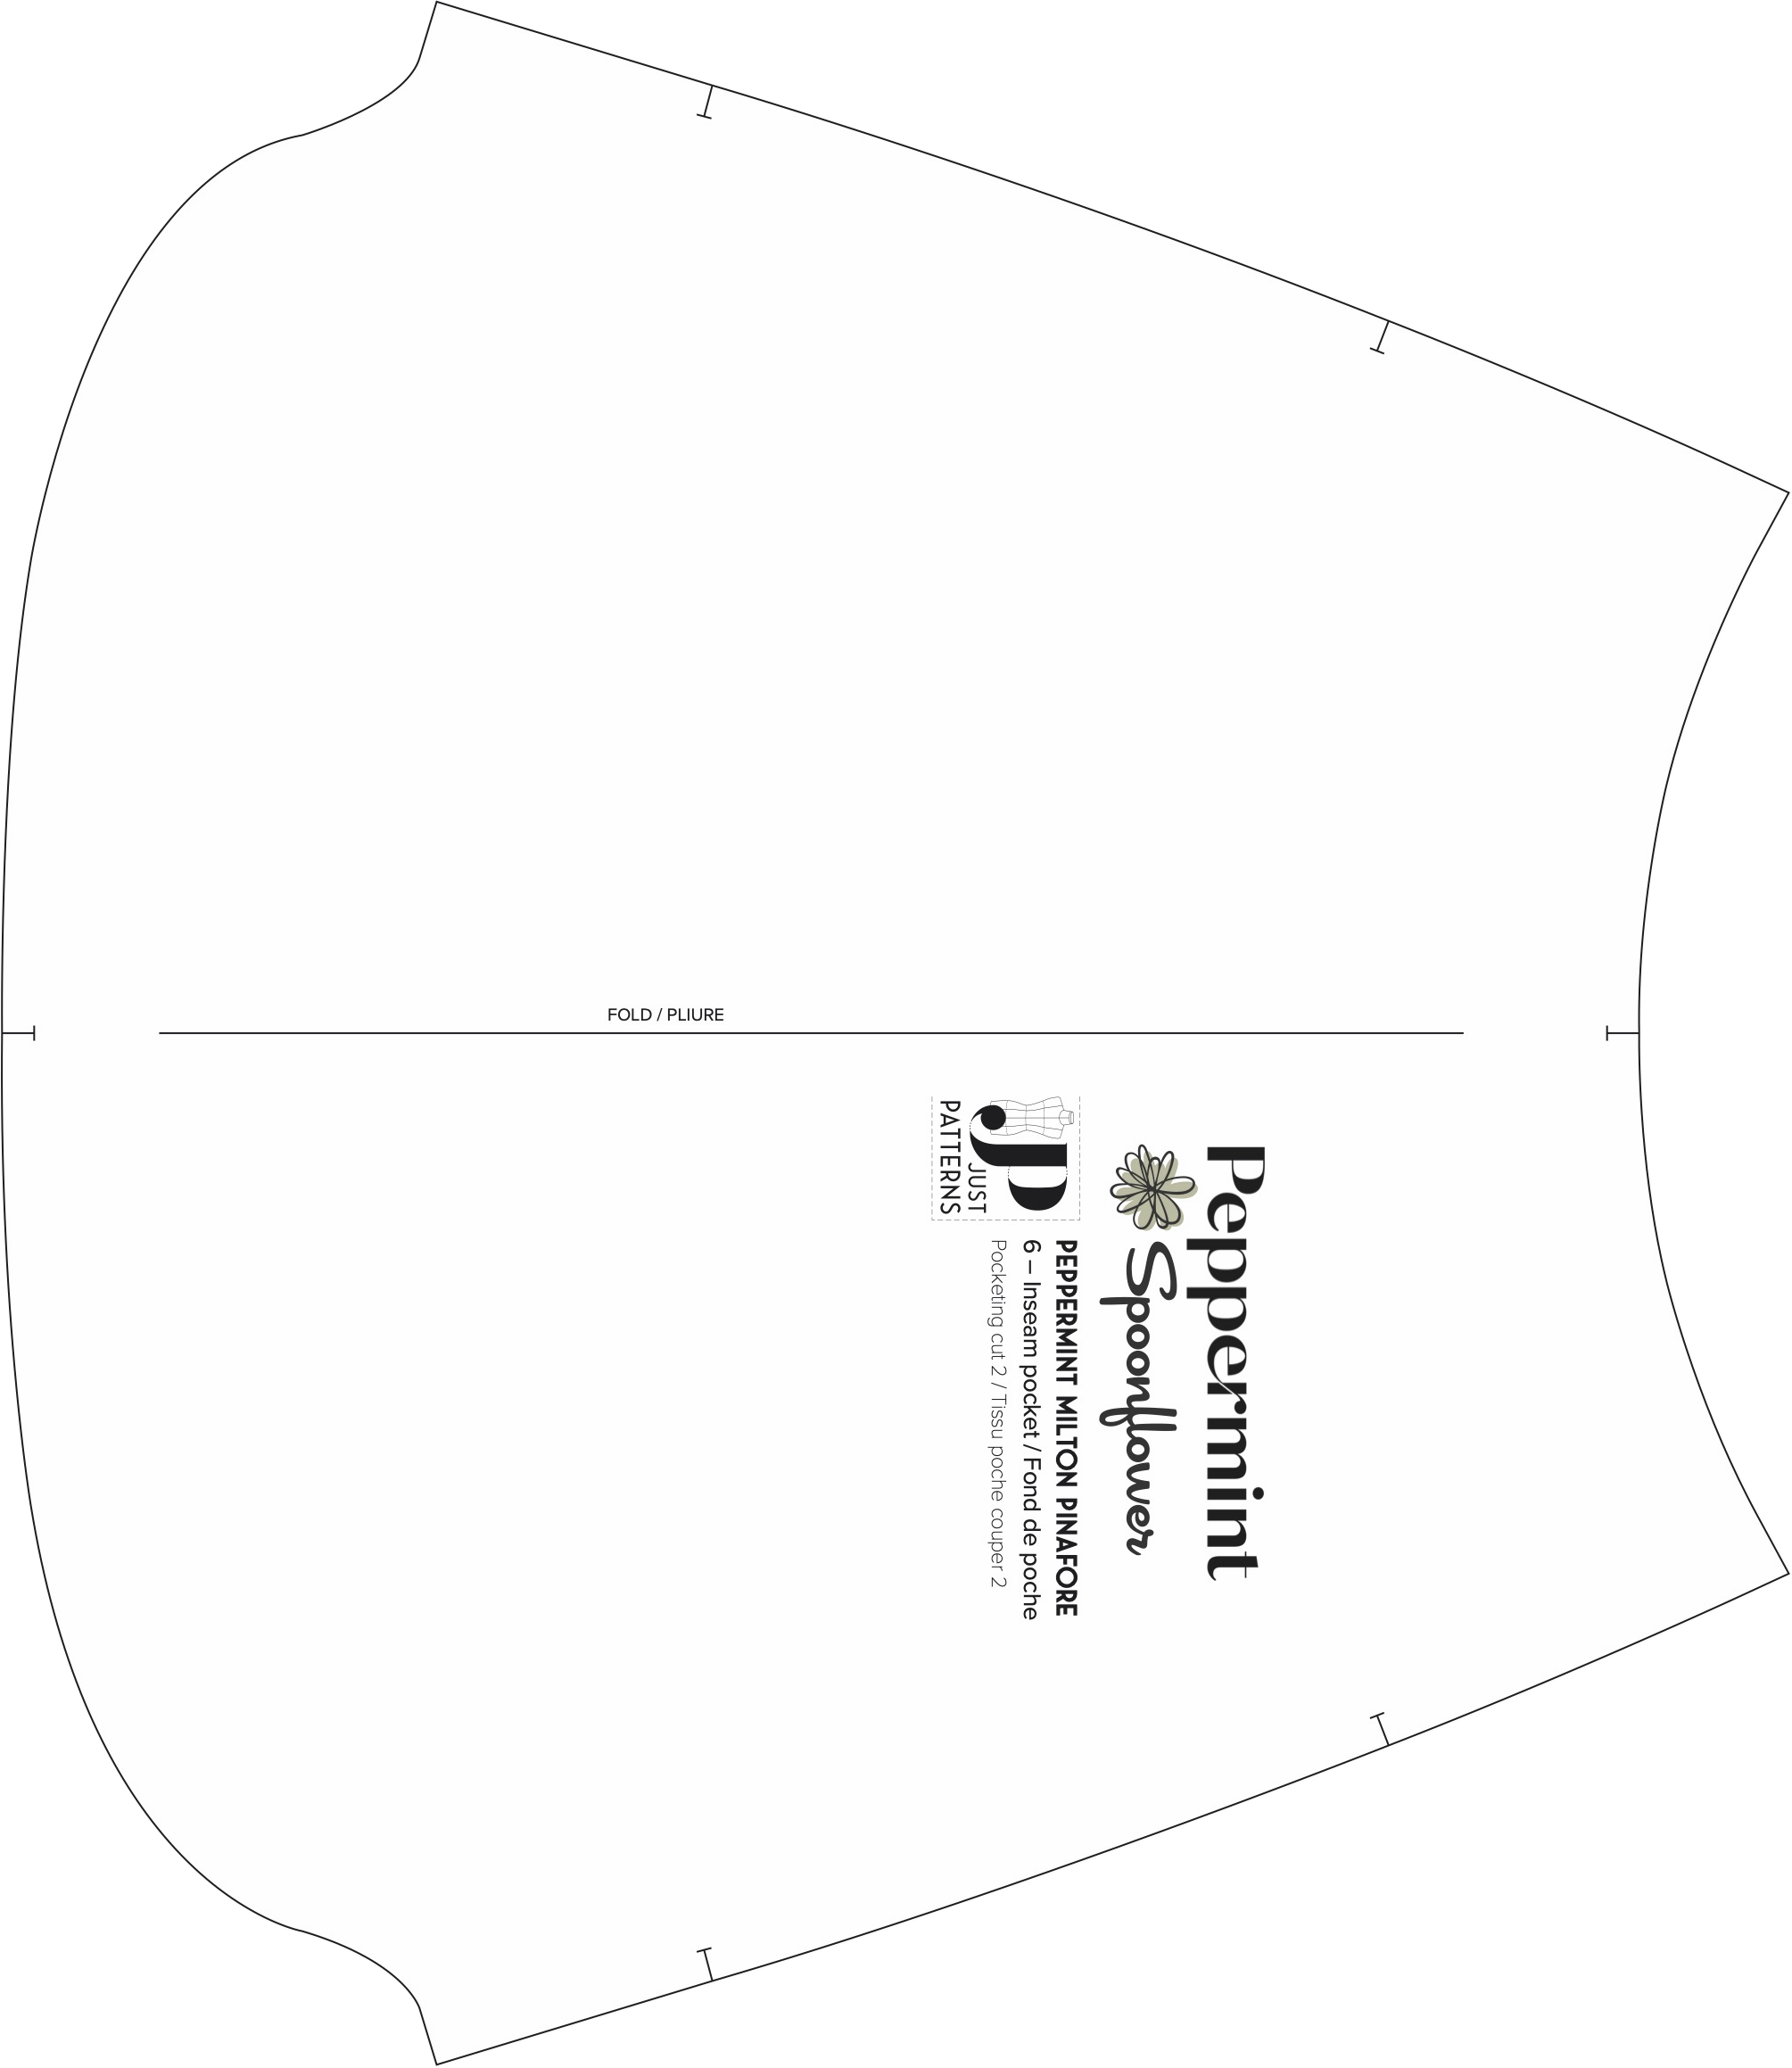 FOLD / PLIURE
Peppermint
Spoonflower
JUST
PATTERNS
PEPPERMINT MILTON PINAFORE
6 – Inseam pocket / Fond de poche
Pocketing cut 2 / Tissu poche couper 2